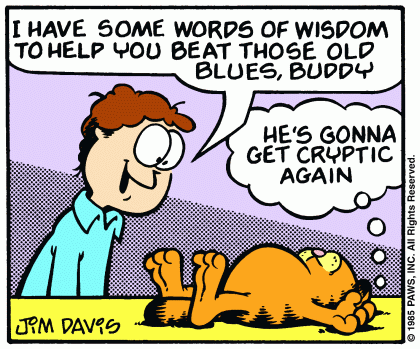 I HAVE SOME WORDS OF WISDOM
TO HELP YOU BEAT THOSE OLD
BLUES, BUDDY
HE'S GONNA
GET CRYPTIC
AGAIN
JIM DAVIS
© 1985 PAWS, INC. All Rights Reserved.